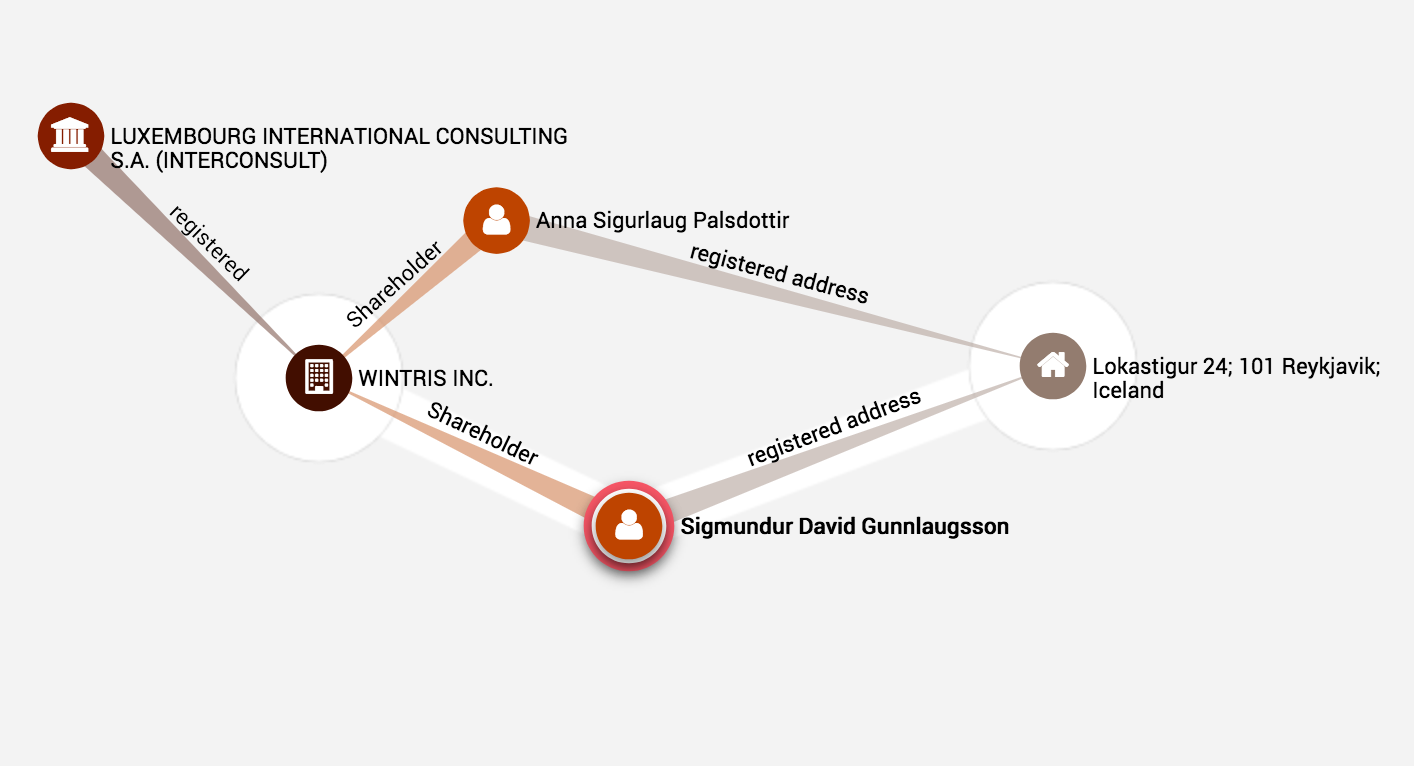 LUXEMBOURG INTERNATIONAL CONSULTING
S.A. (INTERCONSULT)
registered
Anna Sigurlaug Palsdottir
Shareholder
registered address
WINTRIS INC.
Lokastigur 24; 101 Reykjavik;
Iceland
Shareholder
registered address
Sigmundur David Gunnlaugsson